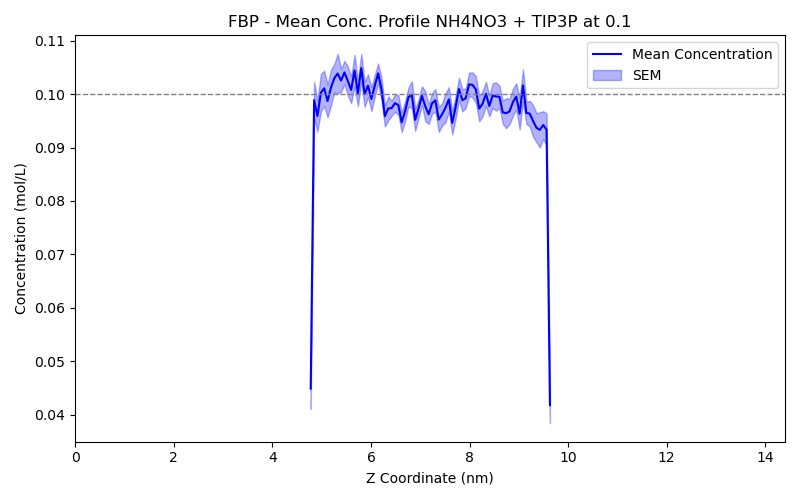 FBP - Mean Conc. Profile NH4NO3 + TIP3P at 0.1
Mean Concentration
SEM
Concentration (mol/L)
0.11
0.10
0.09
0.08
0.07
0.06
0.05
0.04
0 2 4 6 8 10 12 14
Z Coordinate (nm)